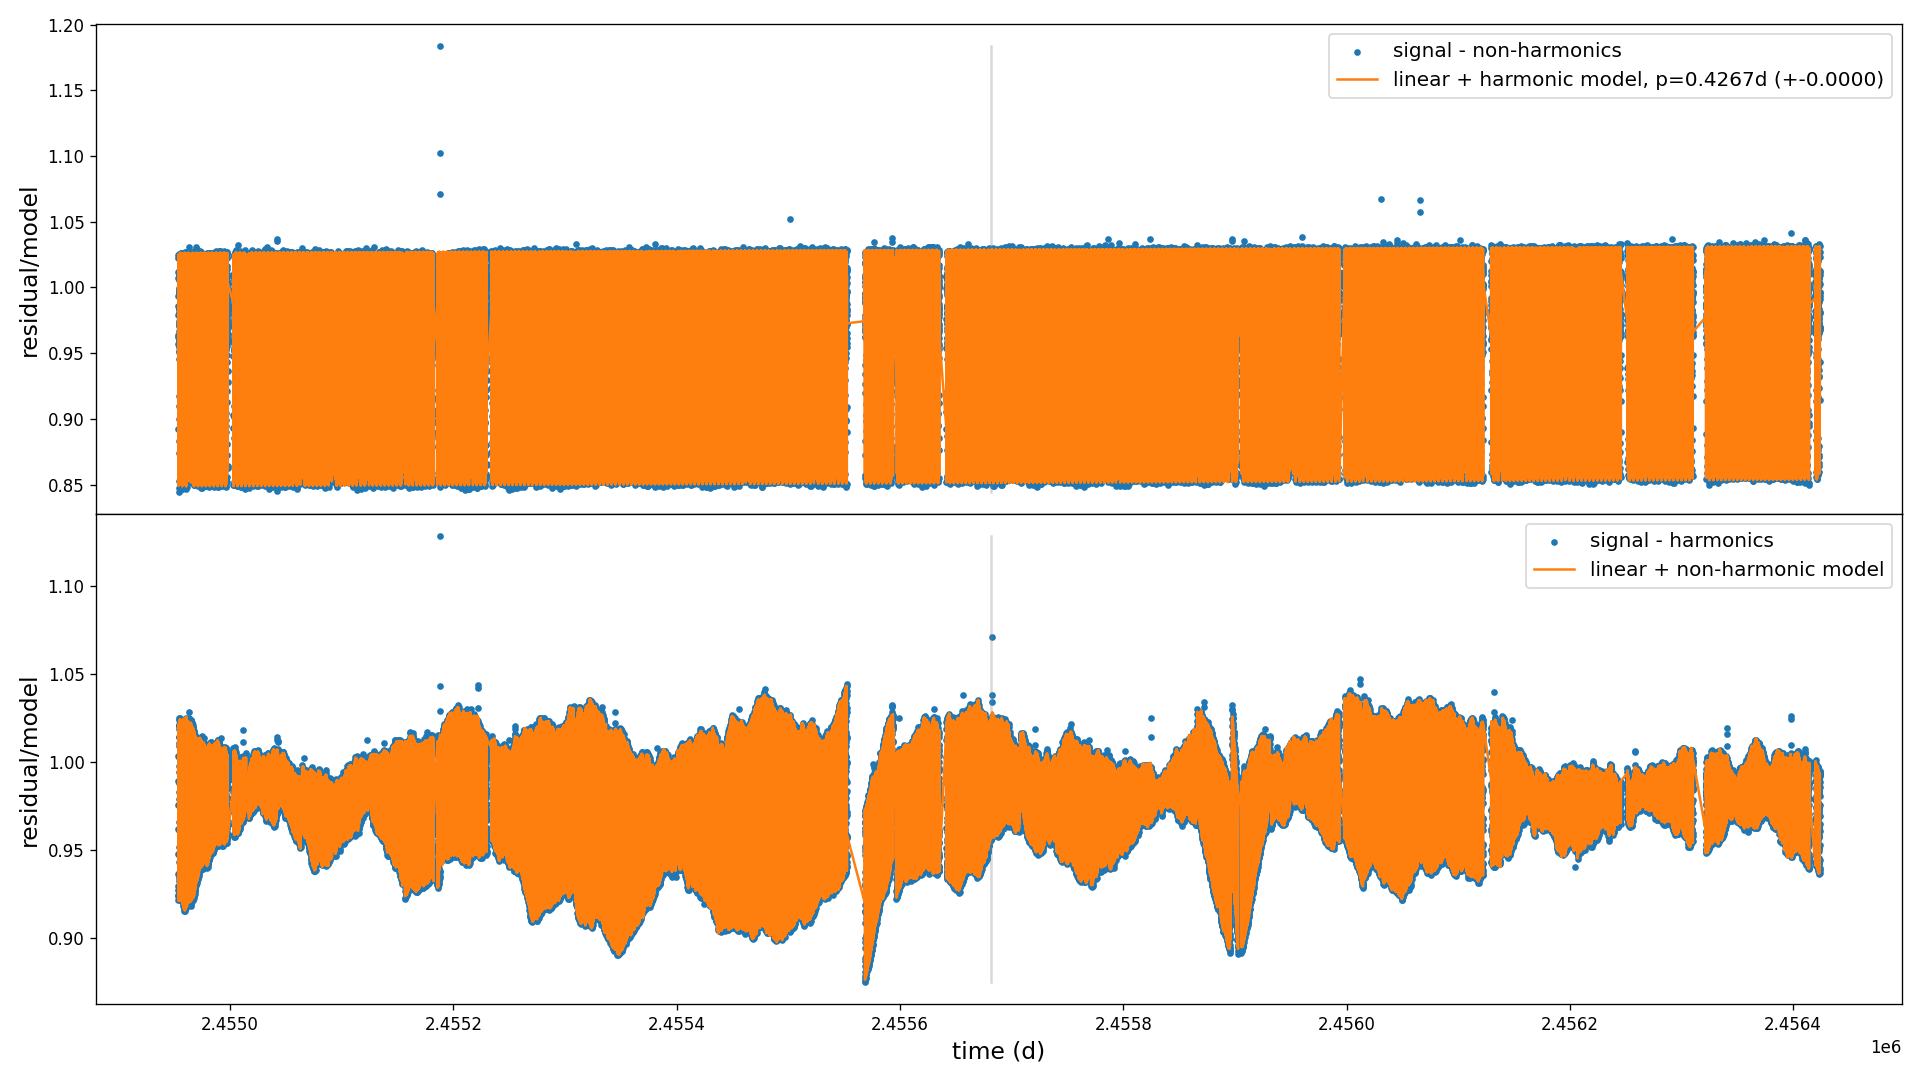 1.20
1.15
1.10
1.05
1.00
0.95
0.90
0.85
residual/model
signal - non-harmonics
linear + harmonic model, p=0.4267d (+-0.0000)
1.10
1.05
1.00
0.95
0.90
residual/model
signal - harmonics
linear + non-harmonic model
2.4550 2.4552 2.4554 2.4556 2.4558 2.4560 2.4562 2.4564
time (d)
1e6